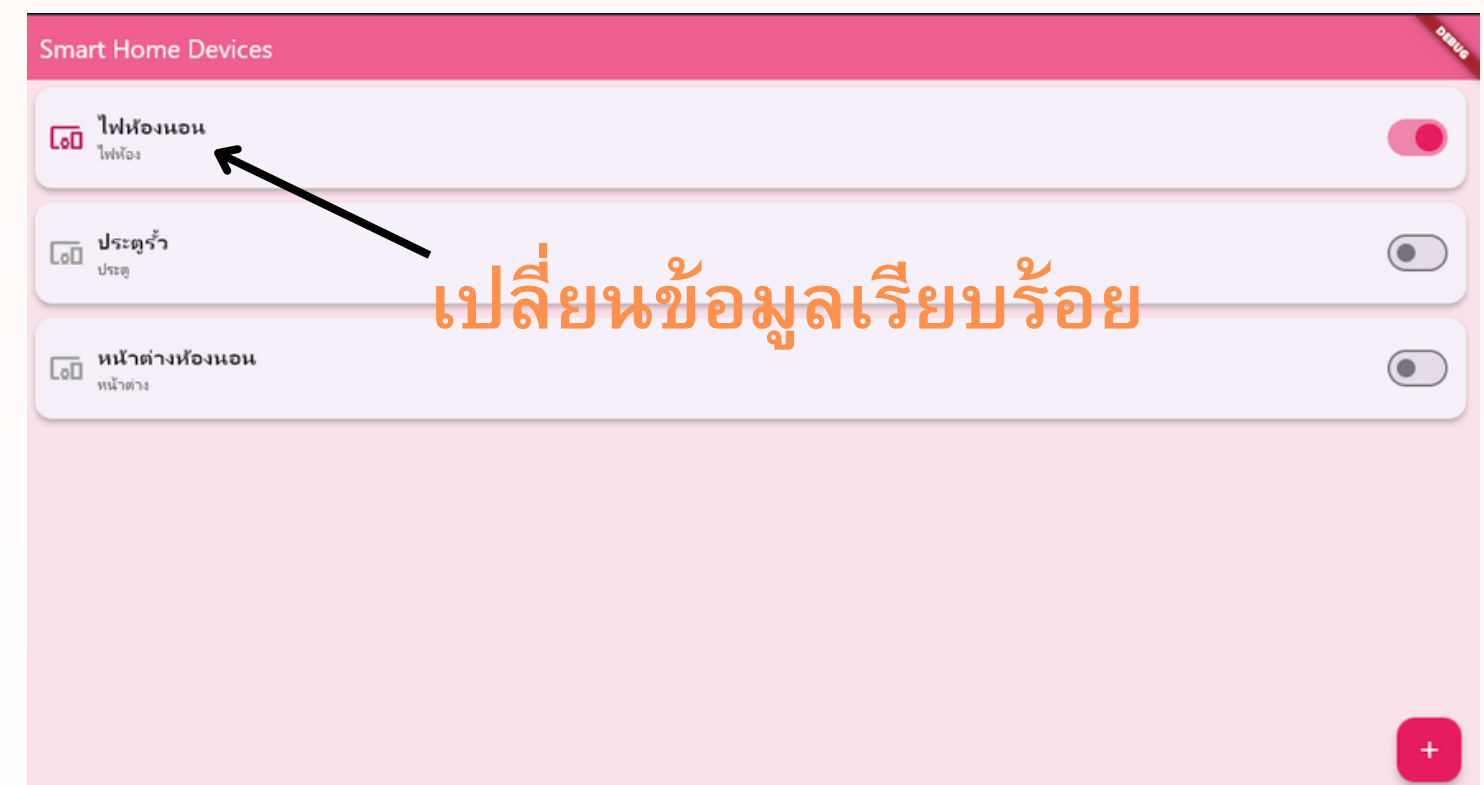 Smart Home Devices
DEBUG
ไฟห้องนอน
ไฟห้อง
ประตูรั้ว
ประตู
เปลี่ยนข้อมูลเรียบร้อย
หน้าต่างห้องนอน
หน้าต่าง
+